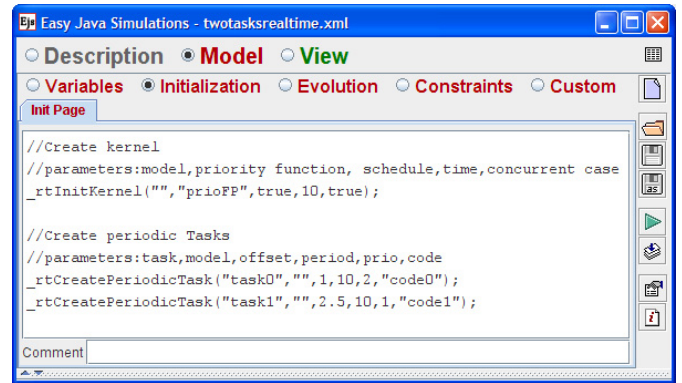 Ejs Easy Java Simulations - twotasksrealtime.xml
Description Model View
Variables Initialization Evolution Constraints Custom
Init Page
//Create kernel
//parameters:model,priority function, schedule,time,concurrent case
_rtInitKernel("","prioFP",true,10,true);
//Create periodic Tasks
//parameters:task,model,offset,period,prio,code
_rtCreatePeriodicTask("task0","",1,10,2,"code0");
_rtCreatePeriodicTask("task1","",2.5,10,1,"code1");
as
i
Comment